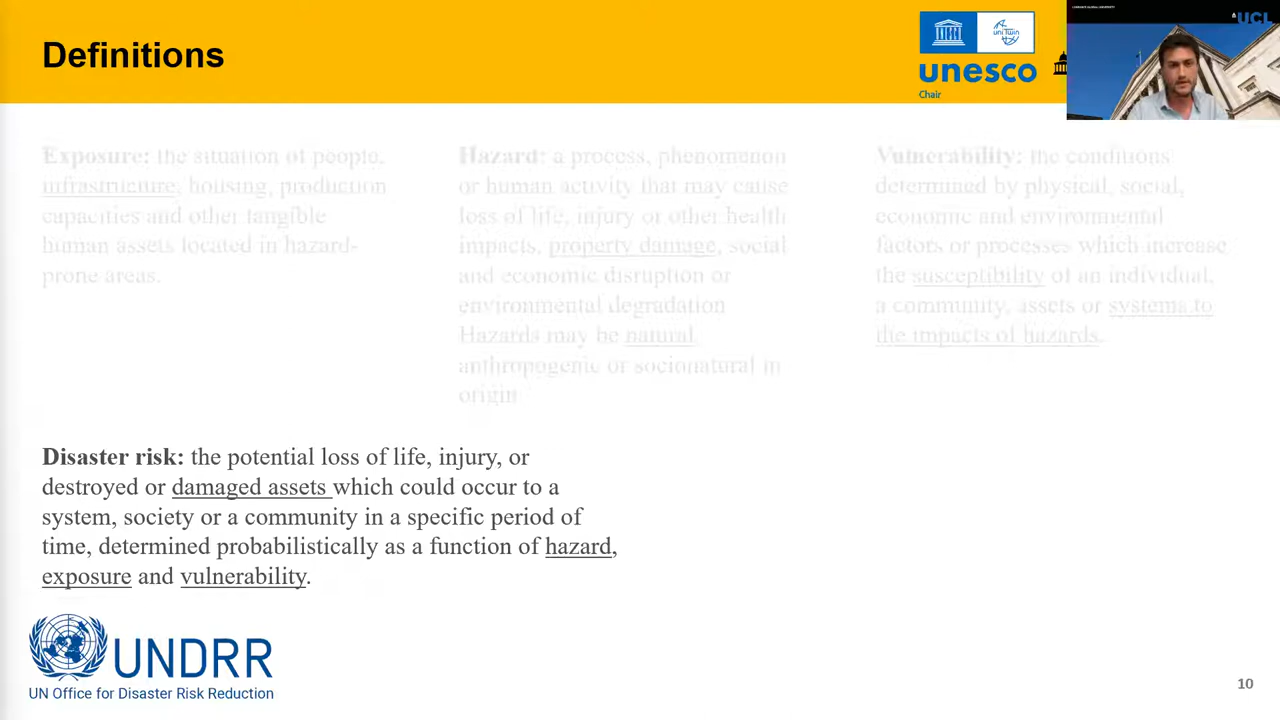 Definitions
UNITWIN
unesco
Chair
LONDON'S GLOBAL UNIVERSITY
UCL
Exposure: the situation of people,
infrastructure, housing, production
capacities and other tangible
human assets located in hazard-
prone areas.
Hazard: a process, phenomenon
or human activity that may cause
loss of life, injury or other health
impacts, property damage, social
and economic disruption or
environmental degradation
Hazards may be natural,
anthropogenic or socionatural in
origin
Vulnerability: the conditions
determined by physical, social,
economic and environmental
factors or processes which increase
the susceptibility of an individual,
a community, assets or systems to
the impacts of hazards.
Disaster risk: the potential loss of life, injury, or
destroyed or damaged assets which could occur to a
system, society or a community in a specific period of
time, determined probabilistically as a function of hazard,
exposure and vulnerability.
UNDRR
UN Office for Disaster Risk Reduction
10